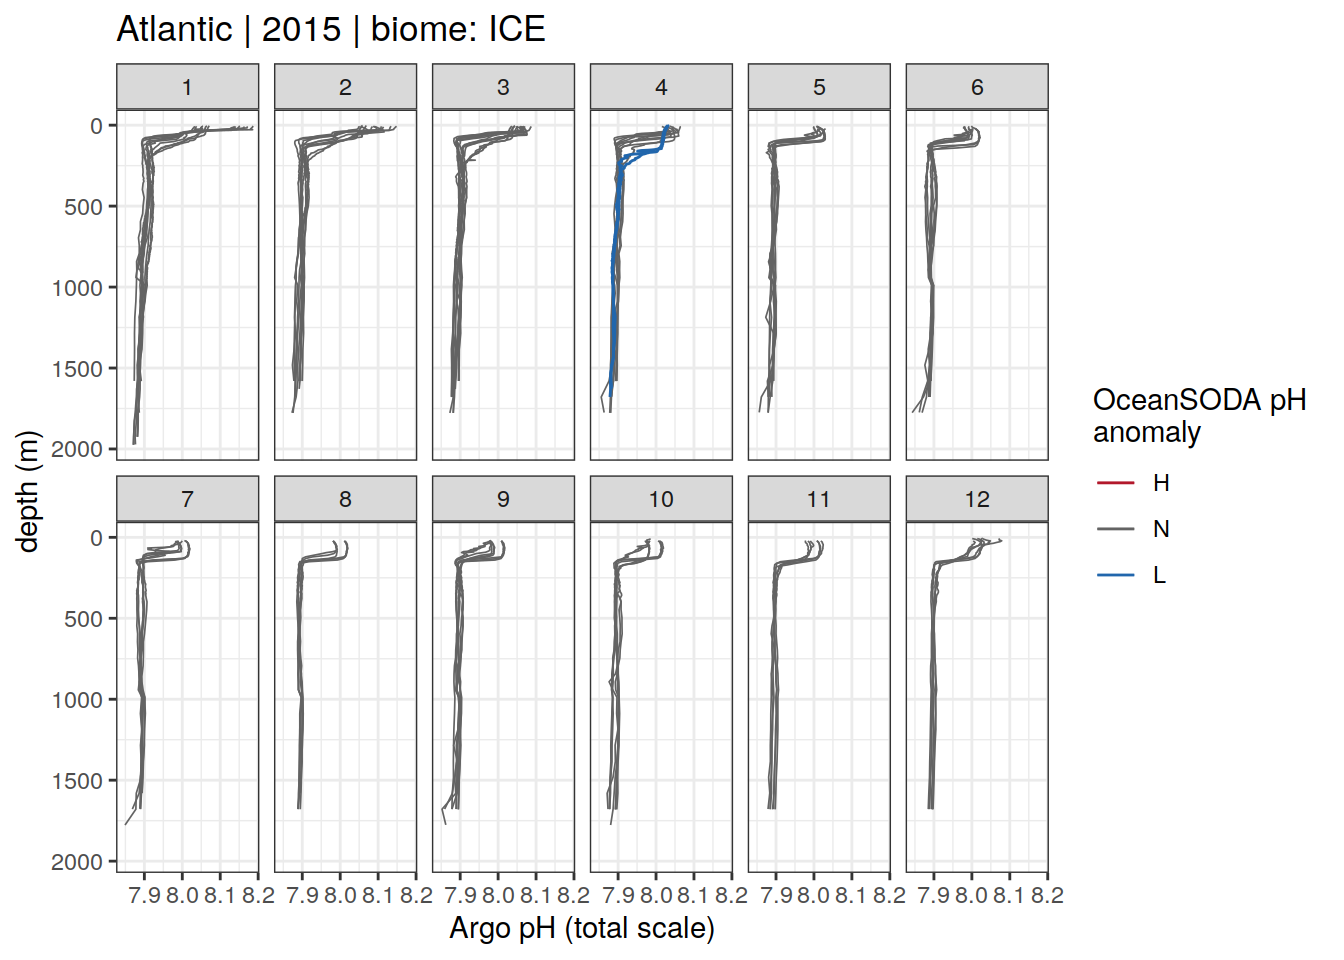 Atlantic | 2015 | biome: ICE
1 2 3 4 5 6
0
500
1000
1500
2000
7 8 9 10 11 12
0
500
1000
1500
2000
7.9 8.0 8.1 8.2 7.9 8.0 8.1 8.2 7.9 8.0 8.1 8.2 7.9 8.0 8.1 8.2 7.9 8.0 8.1 8.2 7.9 8.0 8.1 8.2
Argo pH (total scale)
depth (m)
OceanSODA pH
anomaly
H
N
L